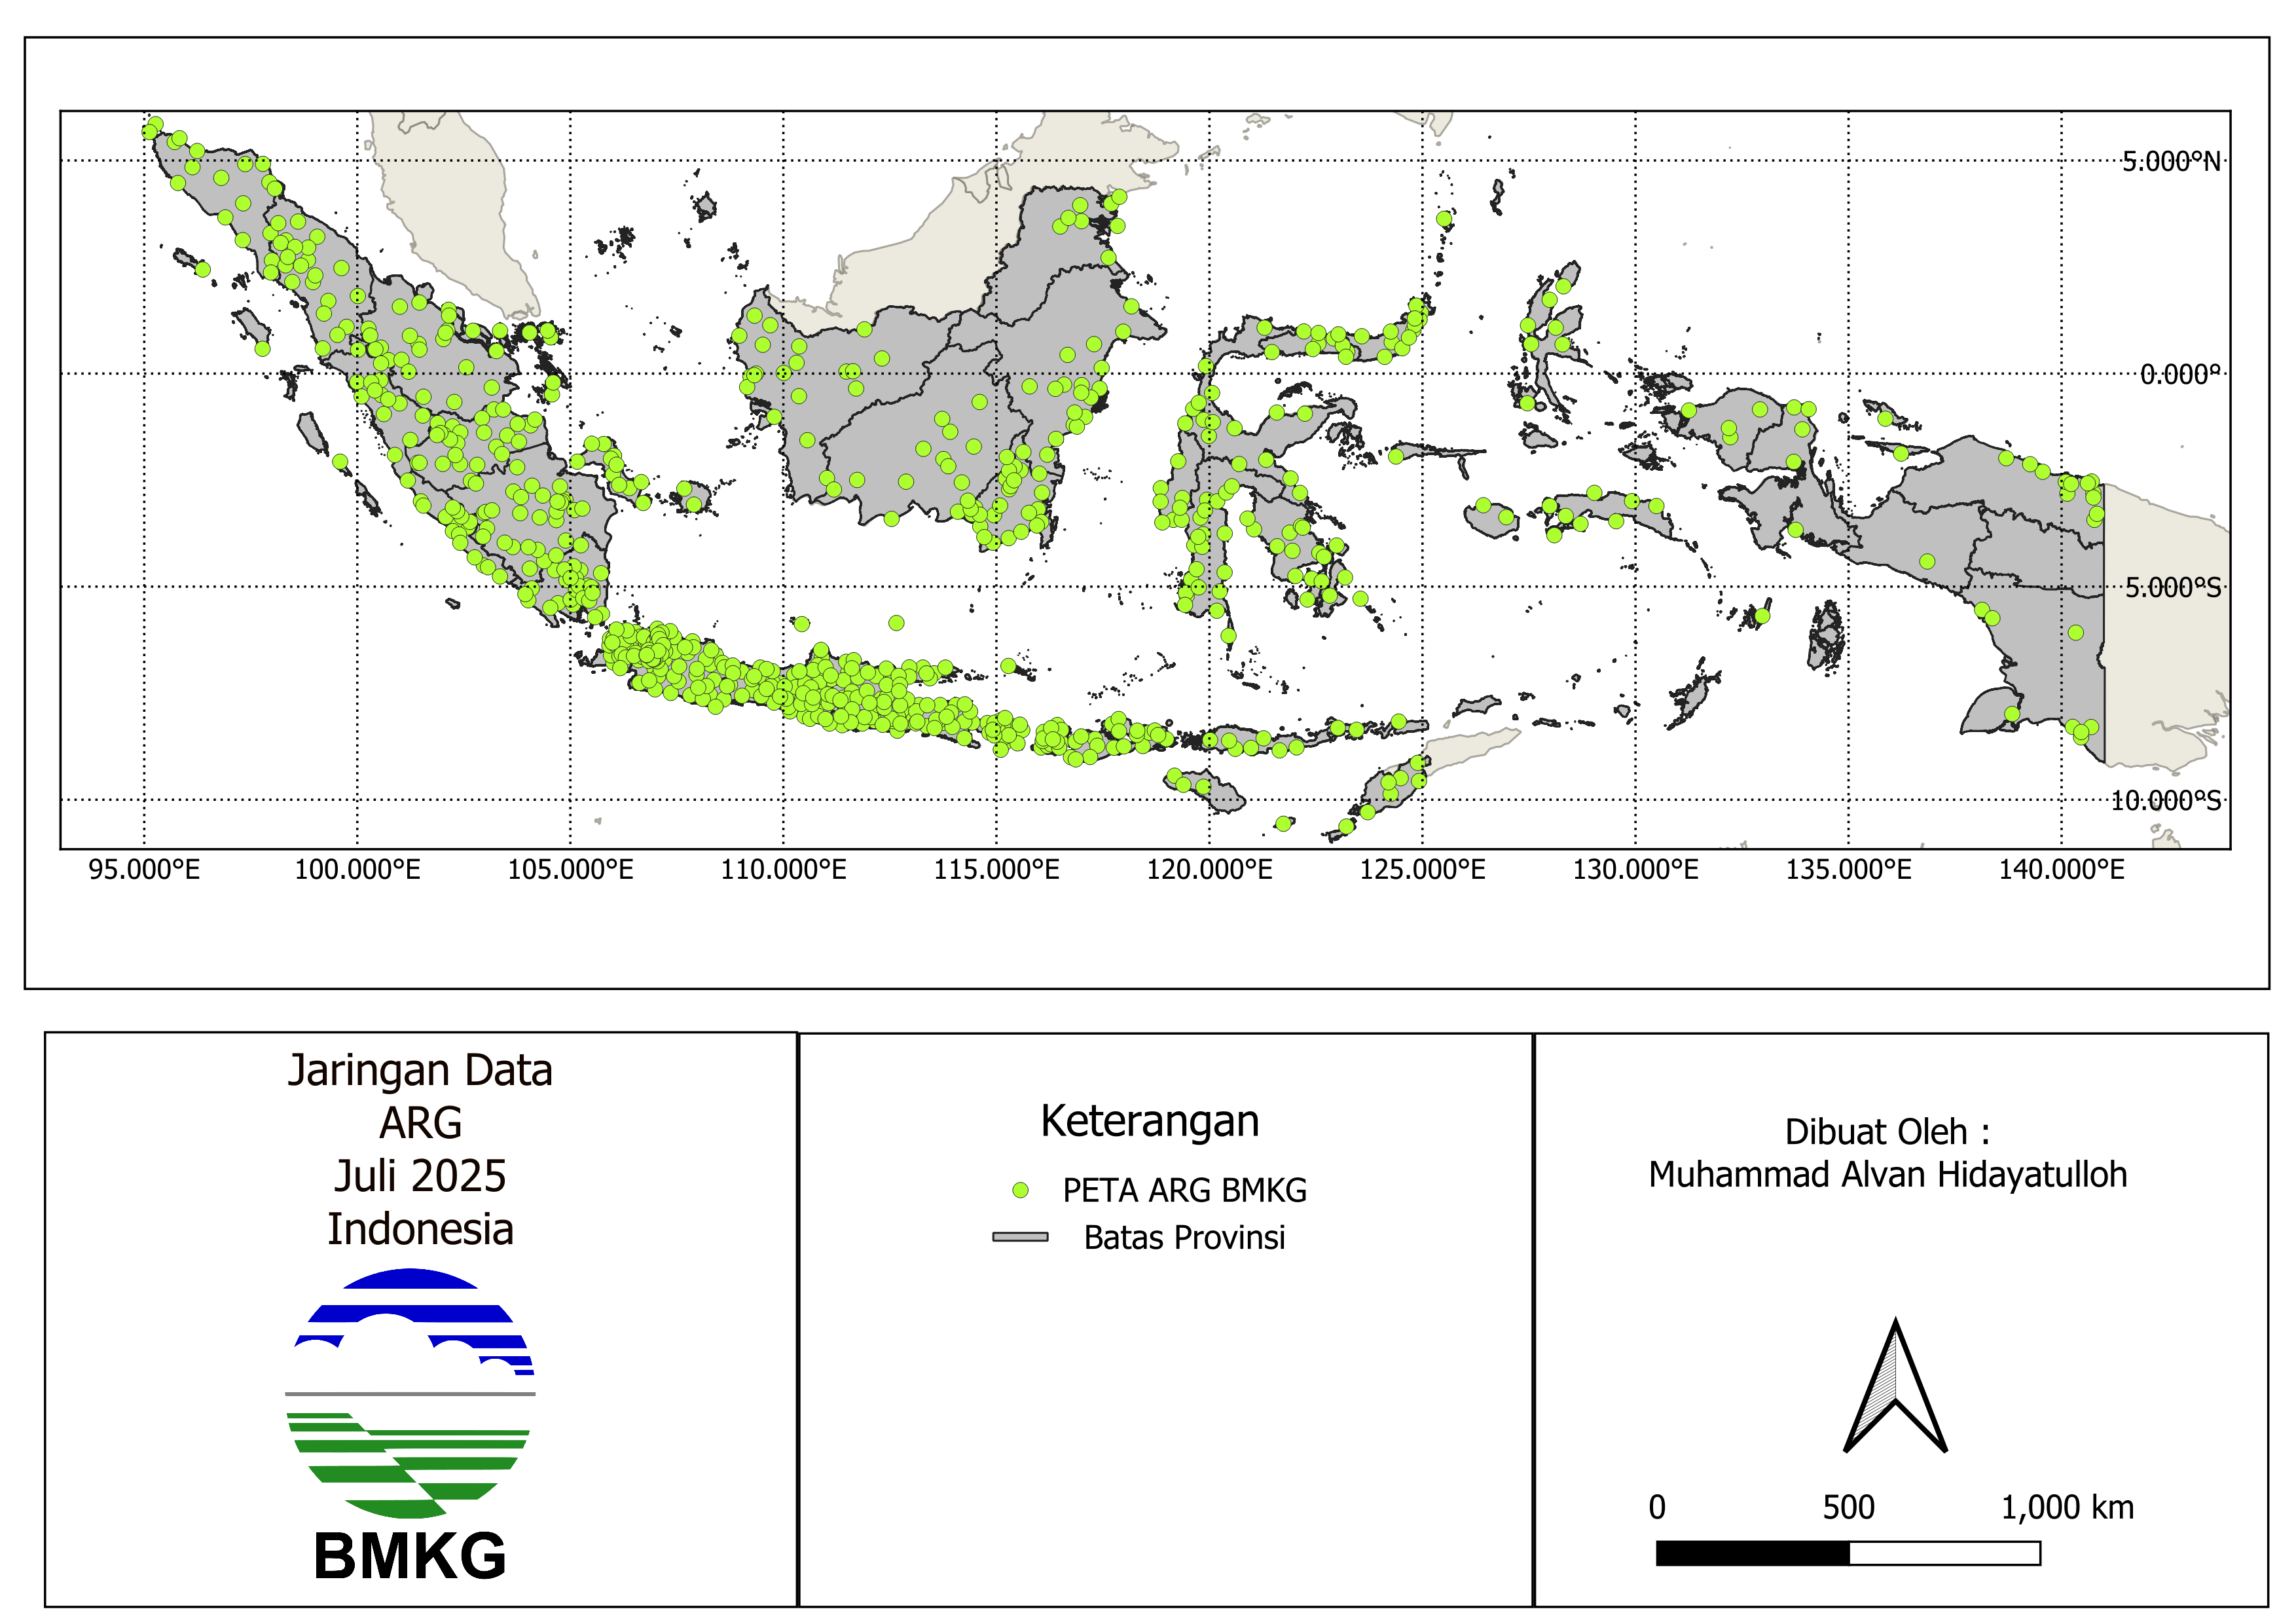 5.000°N
0.000°
5.000°S
10.000°S
95.000°E 100.000°E 105.000°E 110.000°E 115.000°E 120.000°E 125.000°E 130.000°E 135.000°E 140.000°E
Jaringan Data
ARG
Juli 2025
Indonesia
BMKG
Keterangan
PETA ARG BMKG
Batas Provinsi
Dibuat Oleh :
Muhammad Alvan Hidayatulloh
0 500 1,000 km